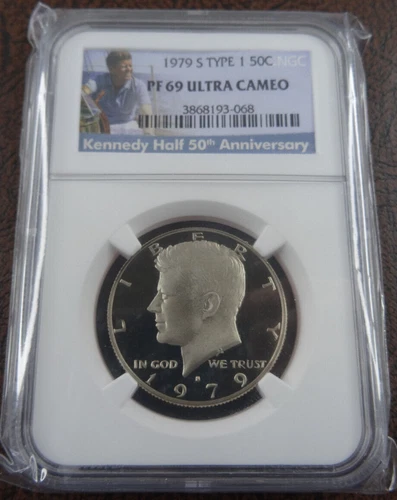 1979 S TYPE 1 50C NGC
PF 69 ULTRA CAMEO
3868193-068
Kennedy Half 50th Anniversary
LIBERTY
IN GOD WE TRUST
S
1979